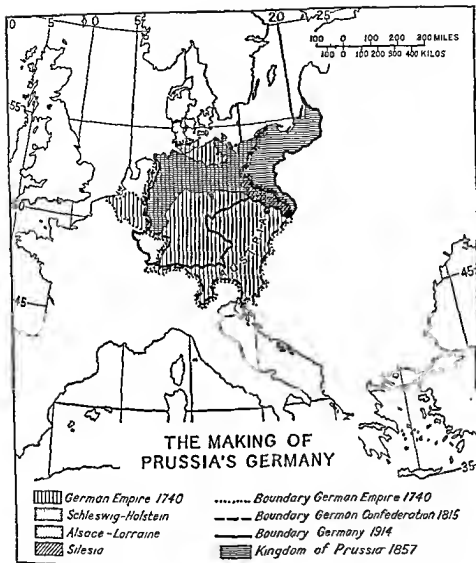 5 0 0 5 20 25
100 0 100 200 300 MILES
100 0 100 200 300 400 KILOS
55
45
45
35
THE MAKING OF
PRUSSIA'S GERMANY
German Empire 1740
Schleswig-Holstein
Alsace-Lorraine
Silesia
Boundary German Empire 1740
Boundary German Confederation 1815
Boundary Germany 1914
Kingdom of Prussia 1857